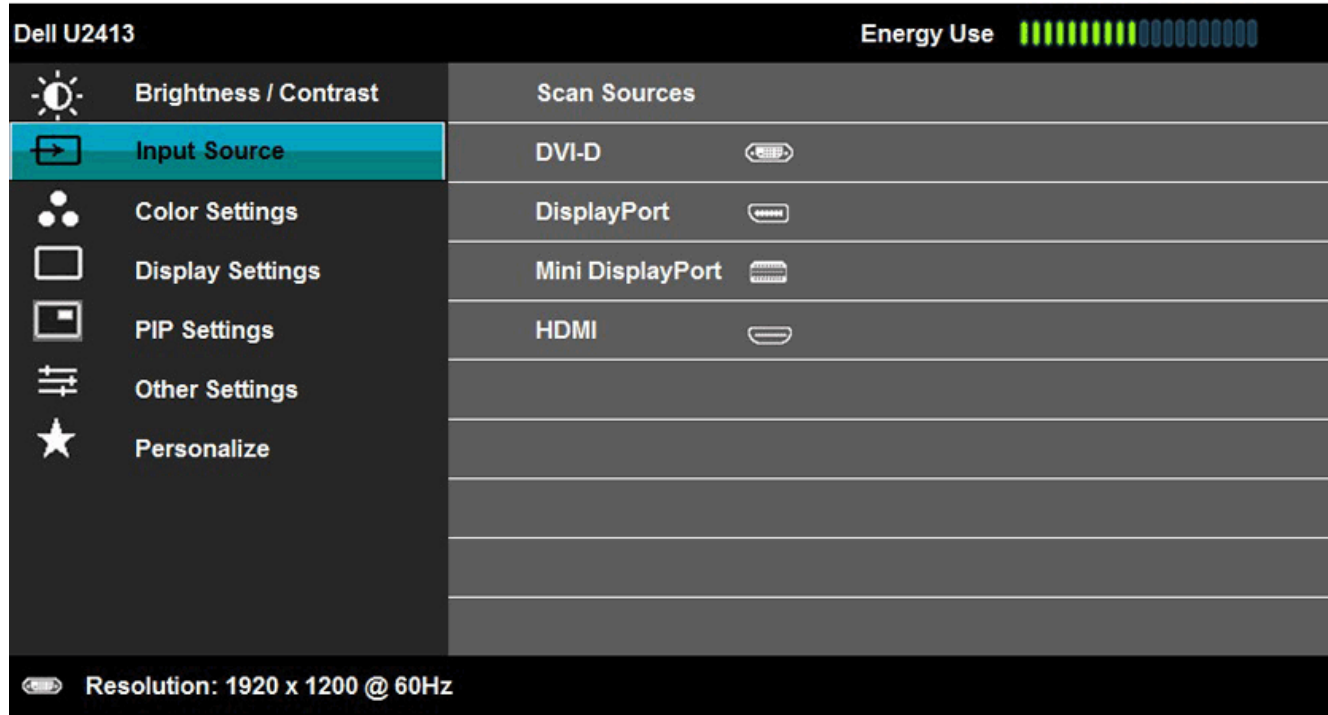 Dell U2413 Energy Use
Brightness / Contrast Scan Sources
Input Source DVI-D
Color Settings DisplayPort
Display Settings Mini DisplayPort
PIP Settings HDMI
Other Settings
Personalize
Resolution: 1920 x 1200 @ 60Hz